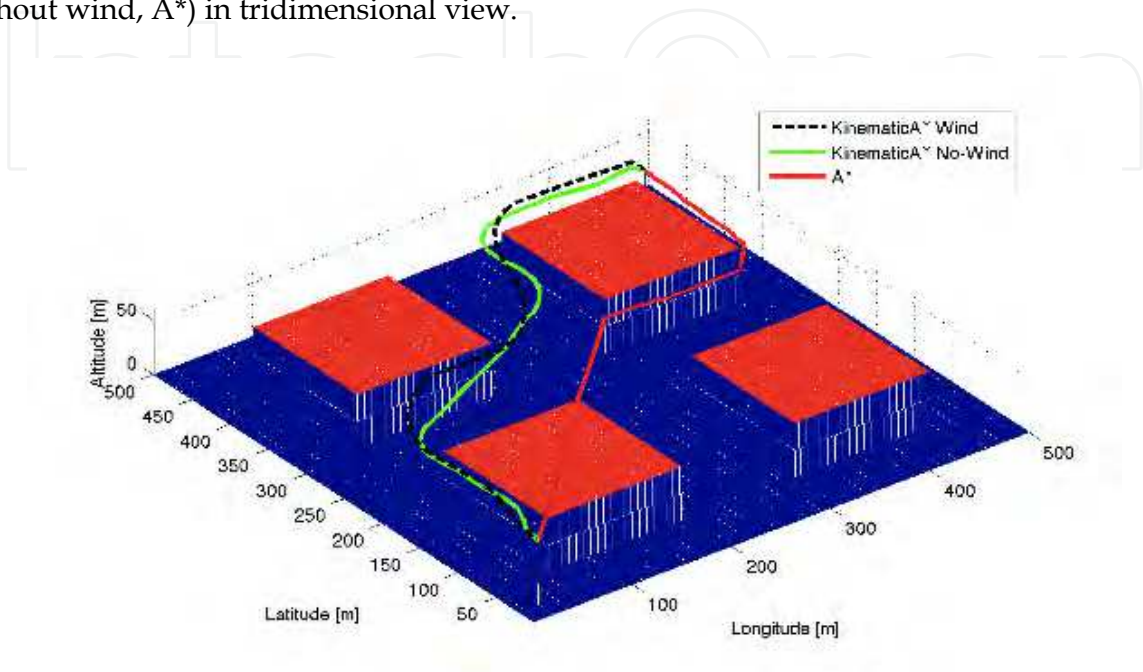 hout wind, A*) in tridimensional view.
KinematicA* Wind
KinematicA* No-Wind
A*
Altitude [m]
50
0
500
450
400
350
300
250
200
150
100
50
Latitude [m]
100
200
300
400
500
Longitude [m]